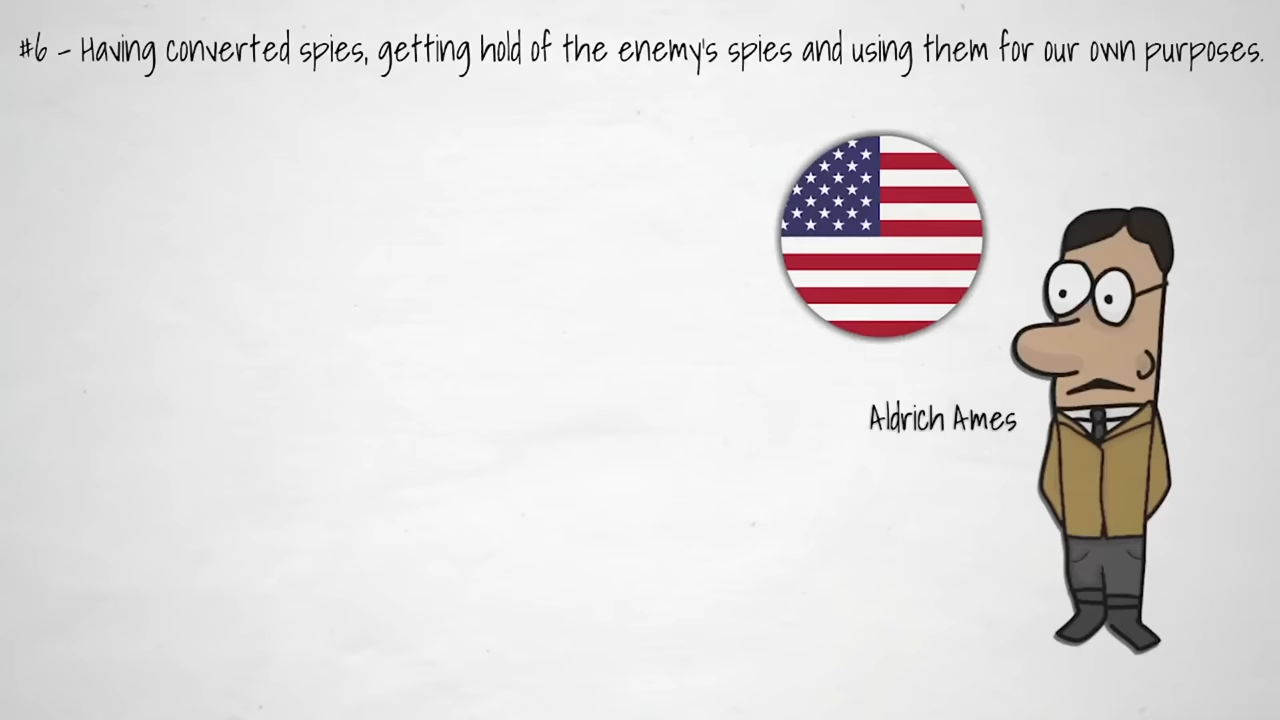 #6 - Having converted spies, getting hold of the enemy's spies and using them for our own purposes.
Aldrich Ames